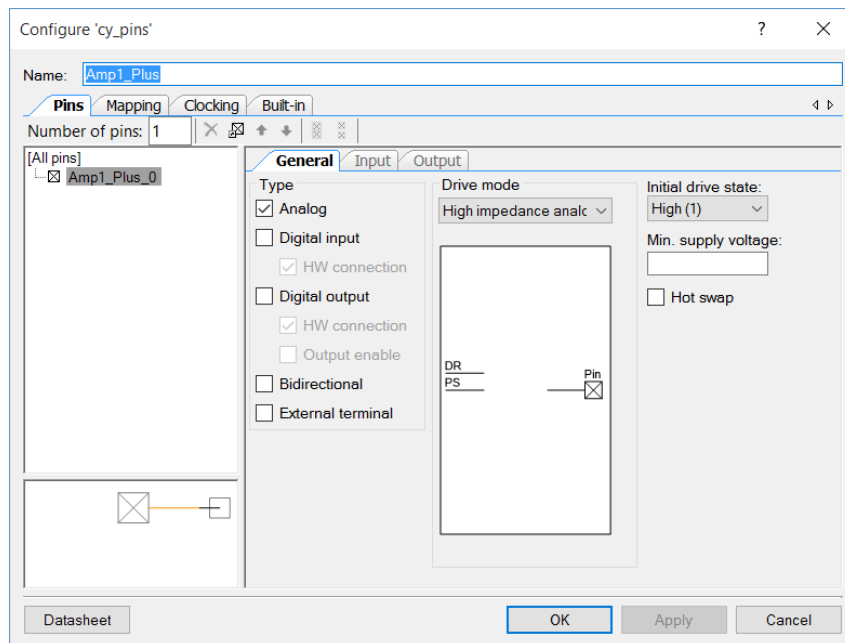 Configure 'cy_pins'
?
Name: Amp1_Plus
Pins Mapping Clocking Built-in
Number of pins: 1
[All pins]
Amp1_Plus_0
General Input Output
Type
Analog
Digital input
HW connection
Digital output
HW connection
Output enable
Bidirectional
External terminal
Drive mode
High impedance analc
DR
PS
Pin
Initial drive state:
High (1)
Min. supply voltage:
Hot swap
Datasheet
OK
Apply
Cancel